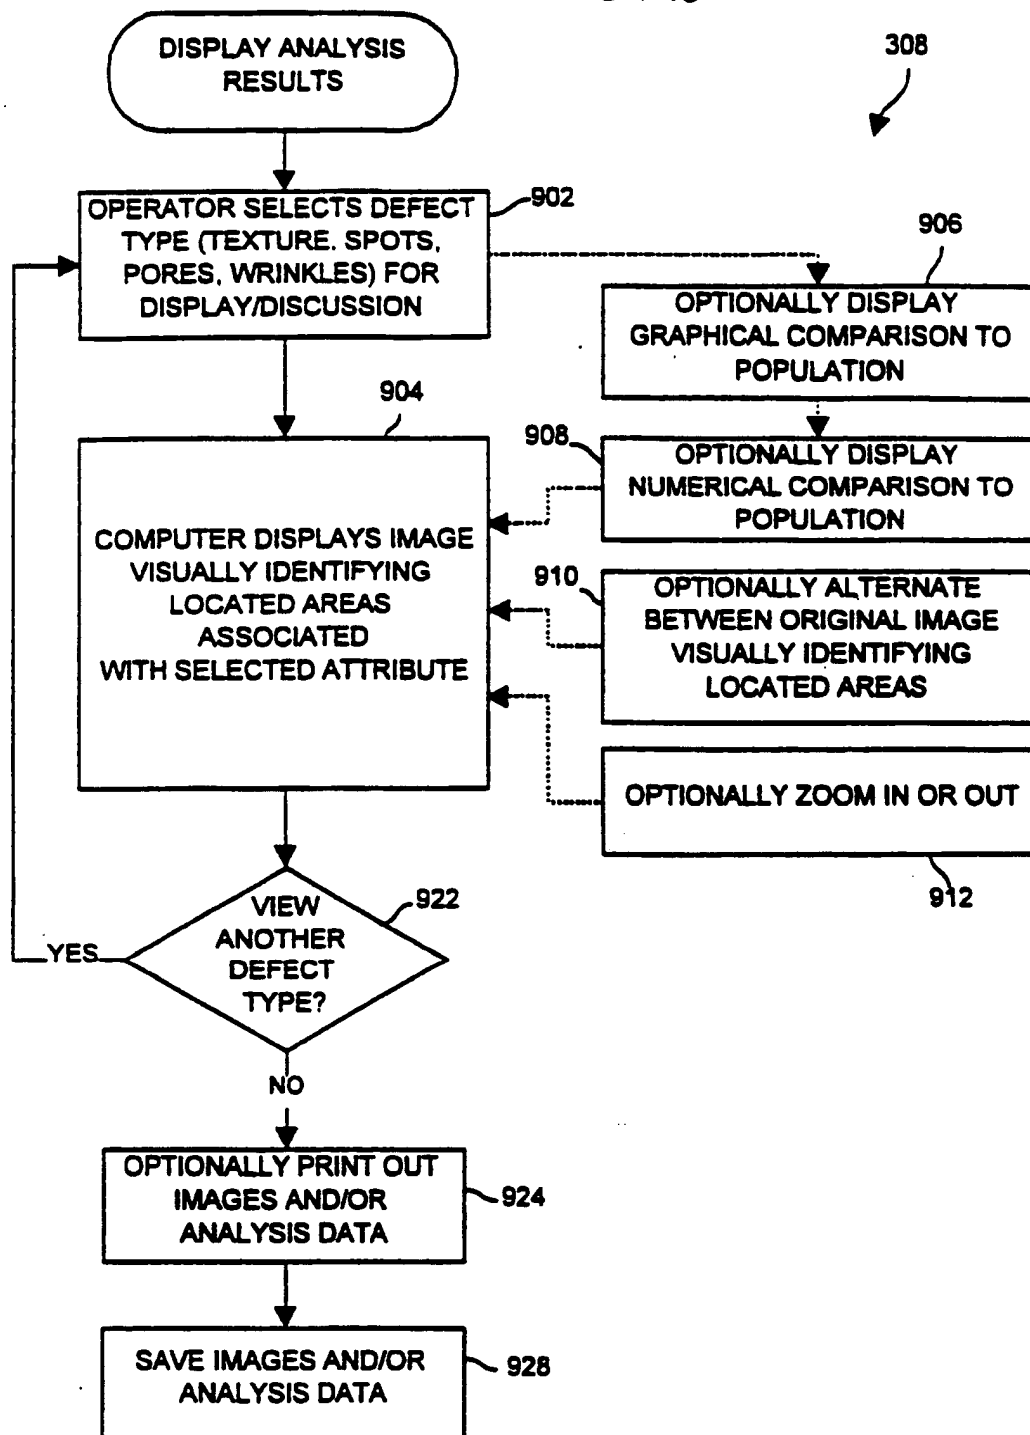 DISPLAY ANALYSIS
RESULTS
308
OPERATOR SELECTS DEFECT
TYPE (TEXTURE. SPOTS,
PORES, WRINKLES) FOR
DISPLAY/DISCUSSION
902
906
OPTIONALLY DISPLAY
GRAPHICAL COMPARISON TO
POPULATION
904
COMPUTER DISPLAYS IMAGE
VISUALLY IDENTIFYING
LOCATED AREAS
ASSOCIATED
WITH SELECTED ATTRIBUTE
908
OPTIONALLY DISPLAY
NUMERICAL COMPARISON TO
POPULATION
910
OPTIONALLY ALTERNATE
BETWEEN ORIGINAL IMAGE
VISUALLY IDENTIFYING
LOCATED AREAS
OPTIONALLY ZOOM IN OR OUT
912
VIEW
ANOTHER
DEFECT
TYPE?
922
YES
NO
OPTIONALLY PRINT OUT
IMAGES AND/OR
ANALYSIS DATA
924
SAVE IMAGES AND/OR
ANALYSIS DATA
928